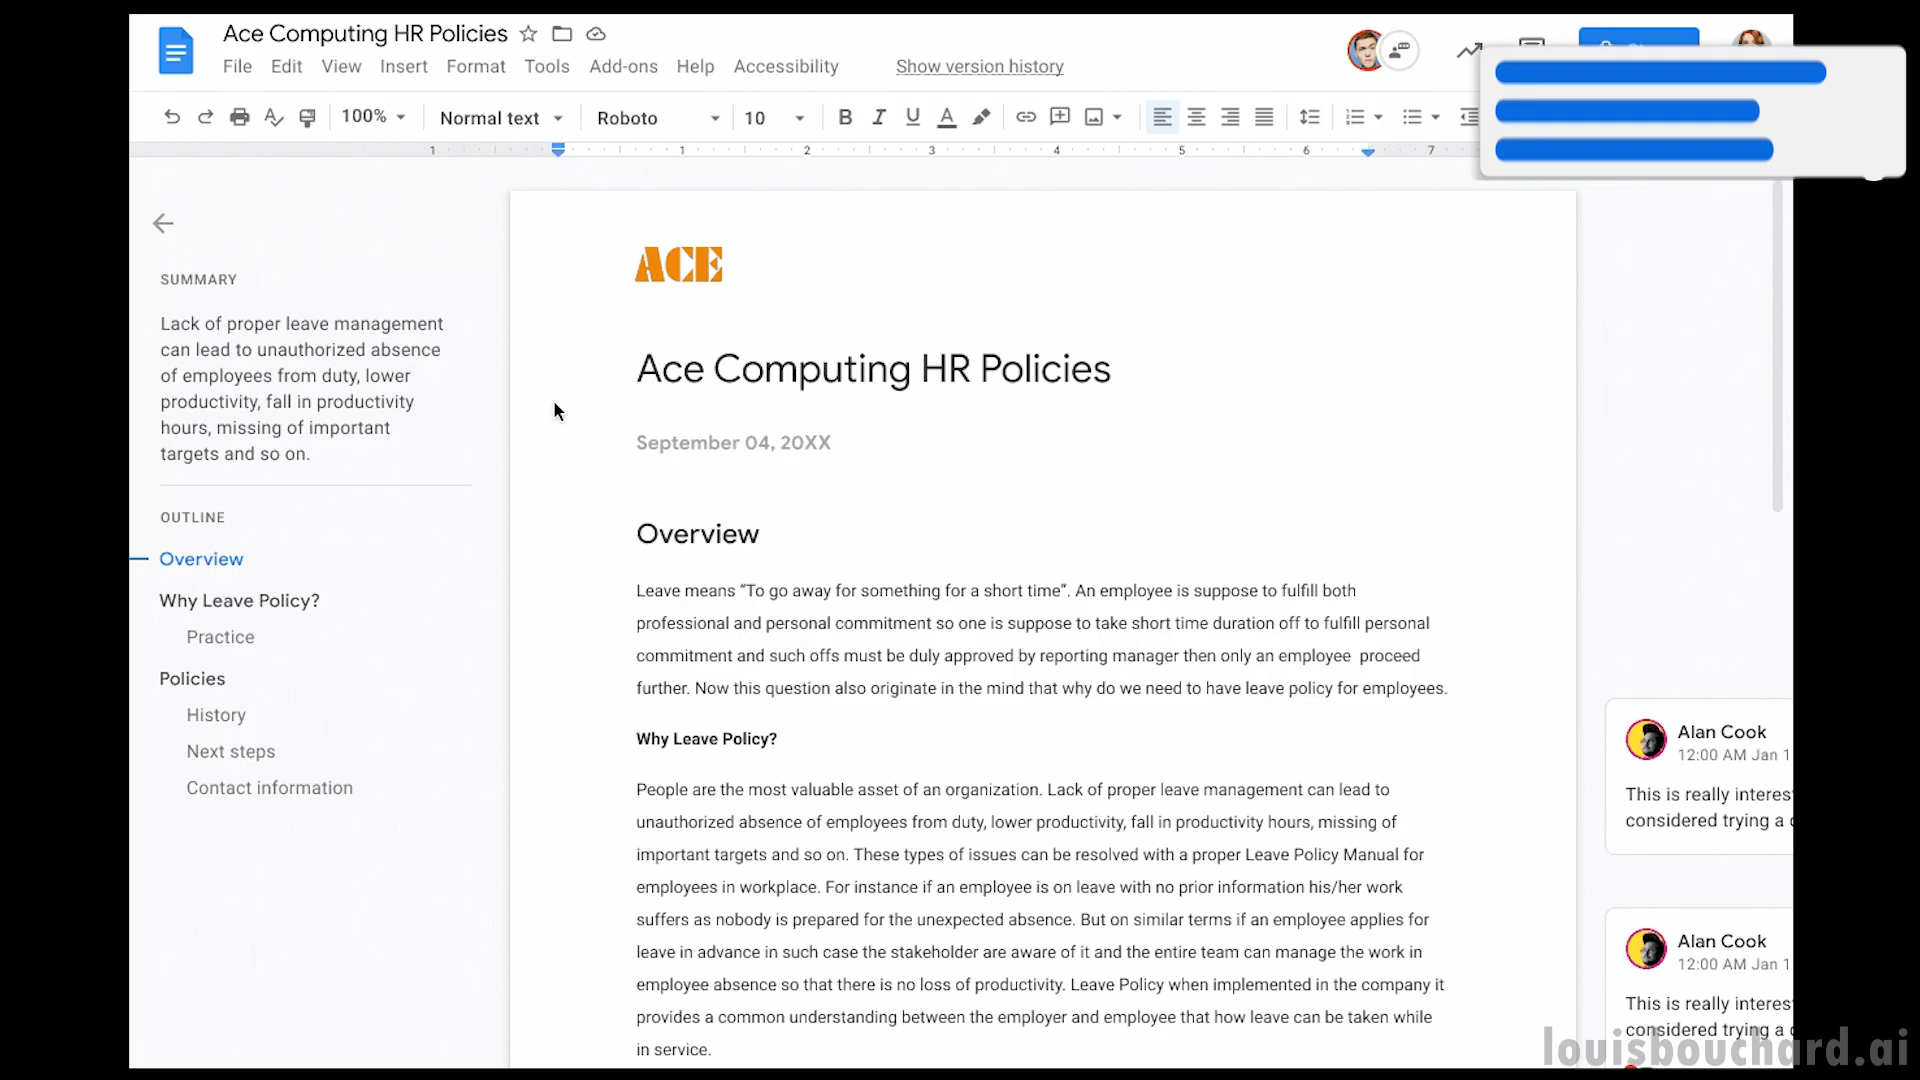 Ace Computing HR Policies
File Edit View Insert Format Tools Add-ons Help Accessibility Show version history
100% Normal text Roboto 10
1 1 2 3 4 5 6 7
SUMMARY
Lack of proper leave management
can lead to unauthorized absence
of employees from duty, lower
productivity, fall in productivity
hours, missing of important
targets and so on.
OUTLINE
Overview
Why Leave Policy?
Practice
Policies
History
Next steps
Contact information
ACE
Ace Computing HR Policies
September 04, 20XX
Overview
Leave means “To go away for something for a short time”. An employee is suppose to fulfill both
professional and personal commitment so one is suppose to take short time duration off to fulfill personal
commitment and such offs must be duly approved by reporting manager then only an employee proceed
further. Now this question also originate in the mind that why do we need to have leave policy for employees.
Why Leave Policy?
People are the most valuable asset of an organization. Lack of proper leave management can lead to
unauthorized absence of employees from duty, lower productivity, fall in productivity hours, missing of
important targets and so on. These types of issues can be resolved with a proper Leave Policy Manual for
employees in workplace. For instance if an employee is on leave with no prior information his/her work
suffers as nobody is prepared for the unexpected absence. But on similar terms if an employee applies for
leave in advance in such case the stakeholder are aware of it and the entire team can manage the work in
employee absence so that there is no loss of productivity. Leave Policy when implemented in the company it
provides a common understanding between the employer and employee that how leave can be taken while
in service.
Alan Cook
12:00 AM Jan 1
This is really
considered trying a
Alan Cook
12:00 AM Jan 1
This is really
considered trying a
louisbouchard.ai